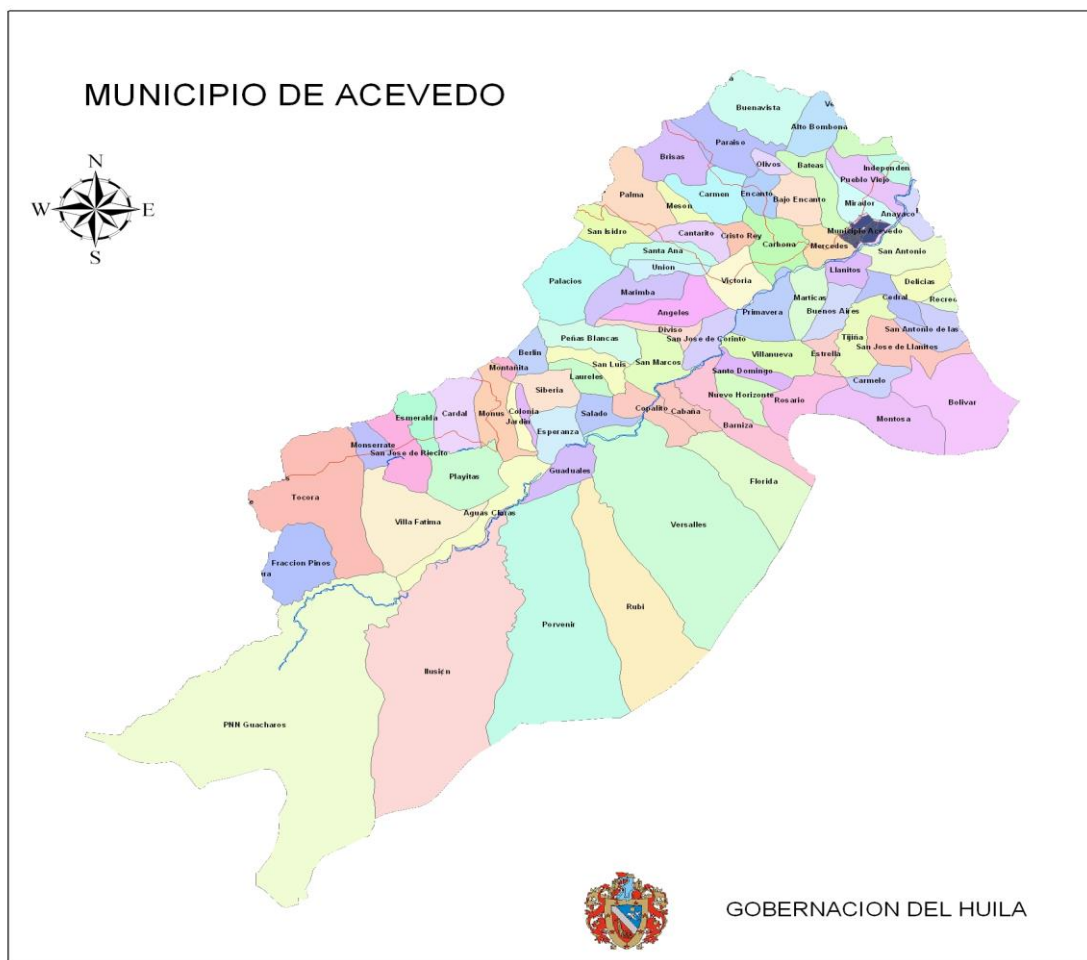 MUNICIPIO DE ACEVEDO
N
W E
S
Buenavista
Alto Bombona
Paraiso
Brisas
Olivos
Bateas
Independen
Pueblo Viejo
Palma
Carmen
Encanto
Bajo Encanto
Meson
Mirador
Anayaco
San Isidro
Cantarito
Cristo Rey
Carbona
Mercedes
Municipio Acevedo
Santa Ana
San Antonio
Union
Llanitos
Palacios
Victoria
Delicias
Marimba
Marticas
Cedral
Recres
Angeles
Primavera
Buenos Aires
Diviso
San Antonio de las
Peñas Blancas
San Jose de Corinto
Tijiña
San Jose de Llanites
Berlin
San Marcos
Villanueva
Estrella
Montañita
San Luis
Laureles
Santo Domingo
Carmelo
Siberia
Nuevo Horizonte
Rosario
Bolivar
Esmeralda
Cardal
Monus
Colonia
Jardin
Salado
Copalito
Cabaña
Montosa
Monserrate
San Jose de Riecito
Esperanza
Barniza
Playitas
Guaduales
Florida
Tocora
Villa Fatima
Aguas Claras
Versalles
Fraccion Pinos
ura
Rubi
Porvenir
Ilusión
PNN Guacharos
GOBERNACION DEL HUILA